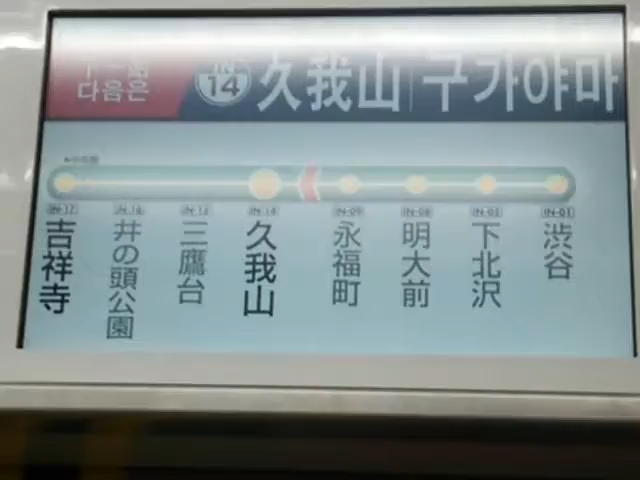 다음은
IN
14
久我山
구가야마
IN-17
IN-16
IN-15
IN-14
IN-09
IN-08
IN-05
IN-01
吉祥寺
井の頭公園
三鷹台
久我山
永福町
明大前
下北沢
渋谷